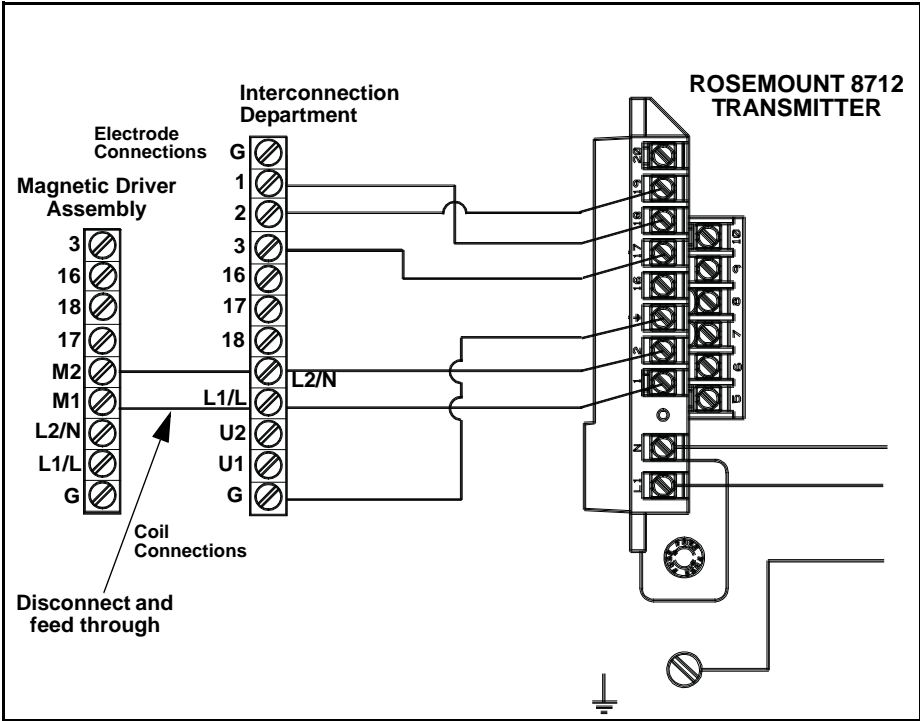 ROSEMOUNT 8712
TRANSMITTER
Interconnection
Department
Electrode
Connections
Magnetic Driver
Assembly
G
1
2
3
16
17
18
L2/N
L1/L
U2
U1
G
3
16
18
17
M2
M1
L2/N
L1/L
G
Coil
Connections
Disconnect and
feed through
20
19
18
17
16
2
1
N
L1
10
9
8
7
6
5